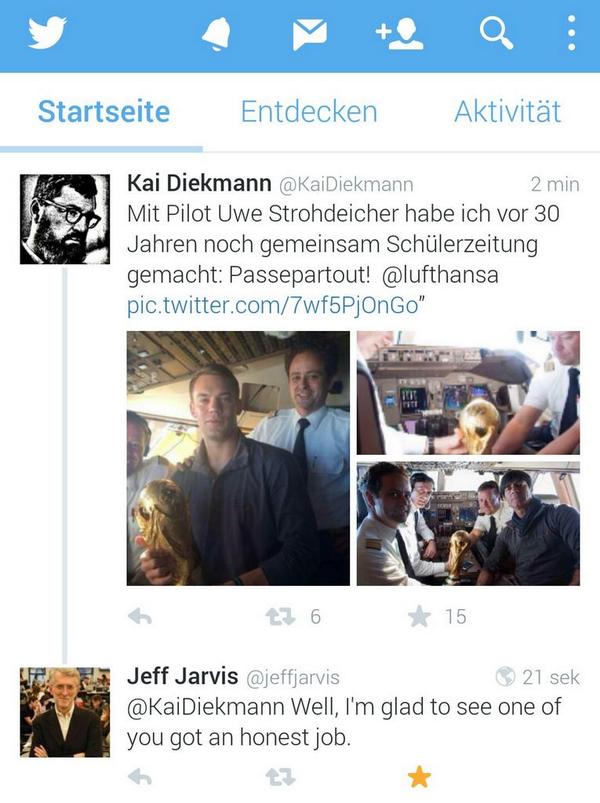 Startseite Entdecken Aktivität
Kai Diekmann @KaiDiekmann 2 min
Mit Pilot Uwe Strohdeicher habe ich vor 30
Jahren noch gemeinsam Schülerzeitung
gemacht: Passepartout! @lufthansa
pic.twitter.com/7wf5PjOnGo”
6 15
Jeff Jarvis @jeffjarvis 21 sek
@KaiDiekmann Well, I'm glad to see one of
you got an honest job.